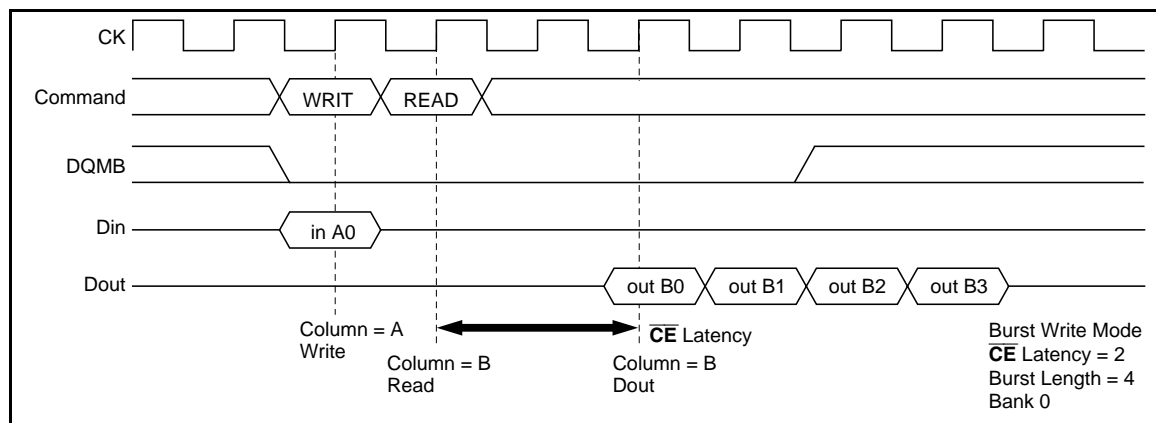 CK
Command
WRIT
READ
DQMB
Din
in A0
Dout
out B0
out B1
out B2
out B3
Column = A
Write
CE Latency
Column = B
Read
Column = B
Dout
Burst Write Mode
CE Latency = 2
Burst Length = 4
Bank 0